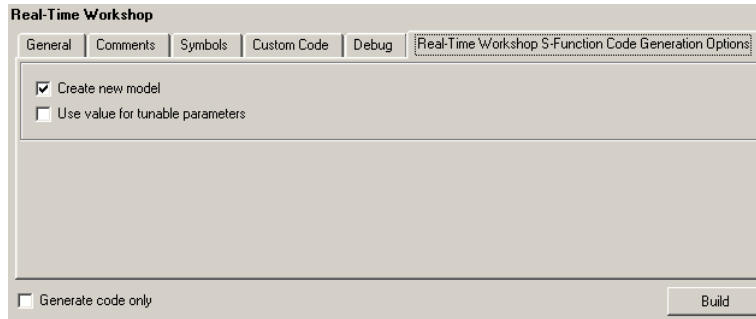 Real-Time Workshop
General Comments Symbols Custom Code Debug Real-Time Workshop S-Function Code Generation Options
Create new model
Use value for tunable parameters
Generate code only Build